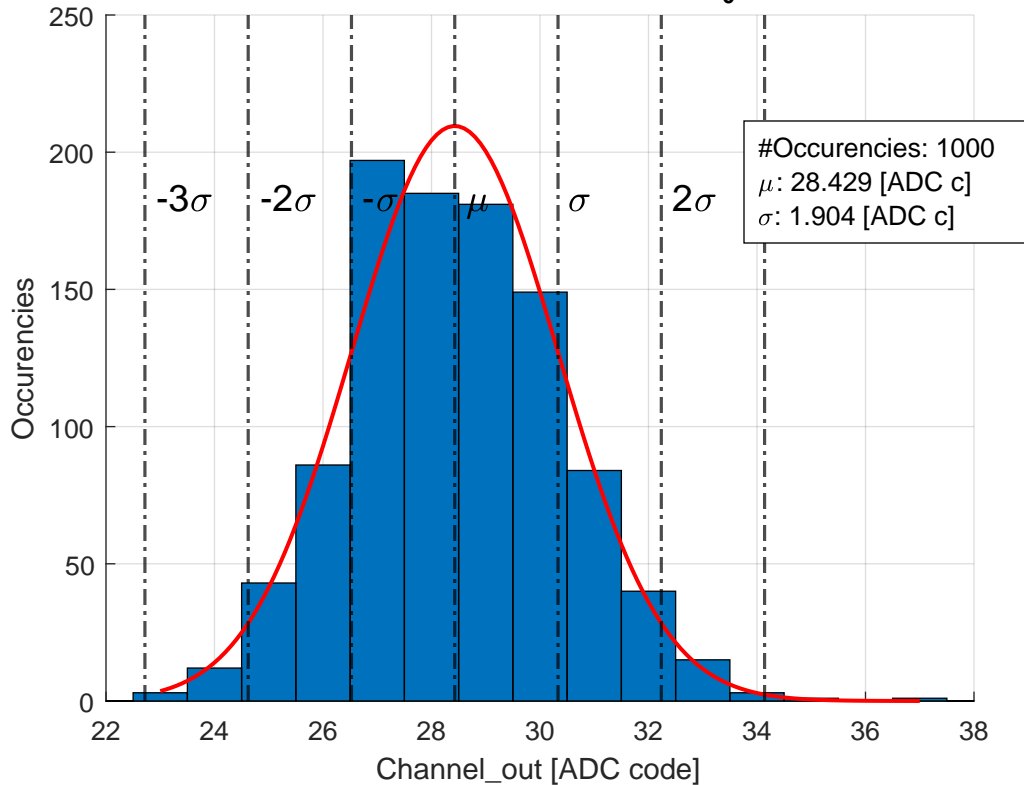 250
200
150
100
50
0
Occurencies
-3σ
-2σ
-σ
μ
σ
2σ
#Occurencies: 1000
μ: 28.429 [ADC c]
σ: 1.904 [ADC c]
22 24 26 28 30 32 34 36 38
Channel_out [ADC code]